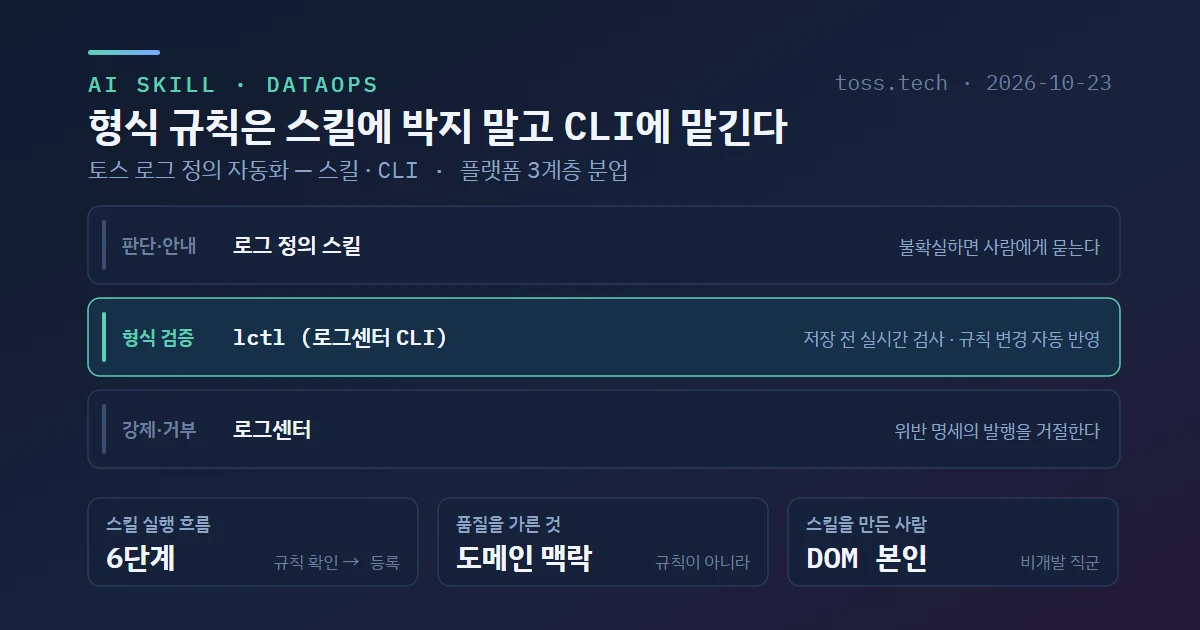 AI SKILL · DATAOPS
toss.tech · 2026-10-23
형식 규칙은 스킬에 박지 말고 CLI에 맡긴다
토스 로그 정의 자동화 — 스킬 · CLI · 플랫폼 3계층 분업
판단·안내 로그 정의 스킬 불확실하면 사람에게 묻는다
형식 검증 lctl (로그센터 CLI) 저장 전 실시간 검사 · 규칙 변경 자동 반영
강제·거부 로그센터 위반 명세의 발행을 거절한다
스킬 실행 흐름
6단계 규칙 확인 → 등록
품질을 가른 것
도메인 맥락 규칙이 아니라
스킬을 만든 사람
DOM 본인 비개발 직군